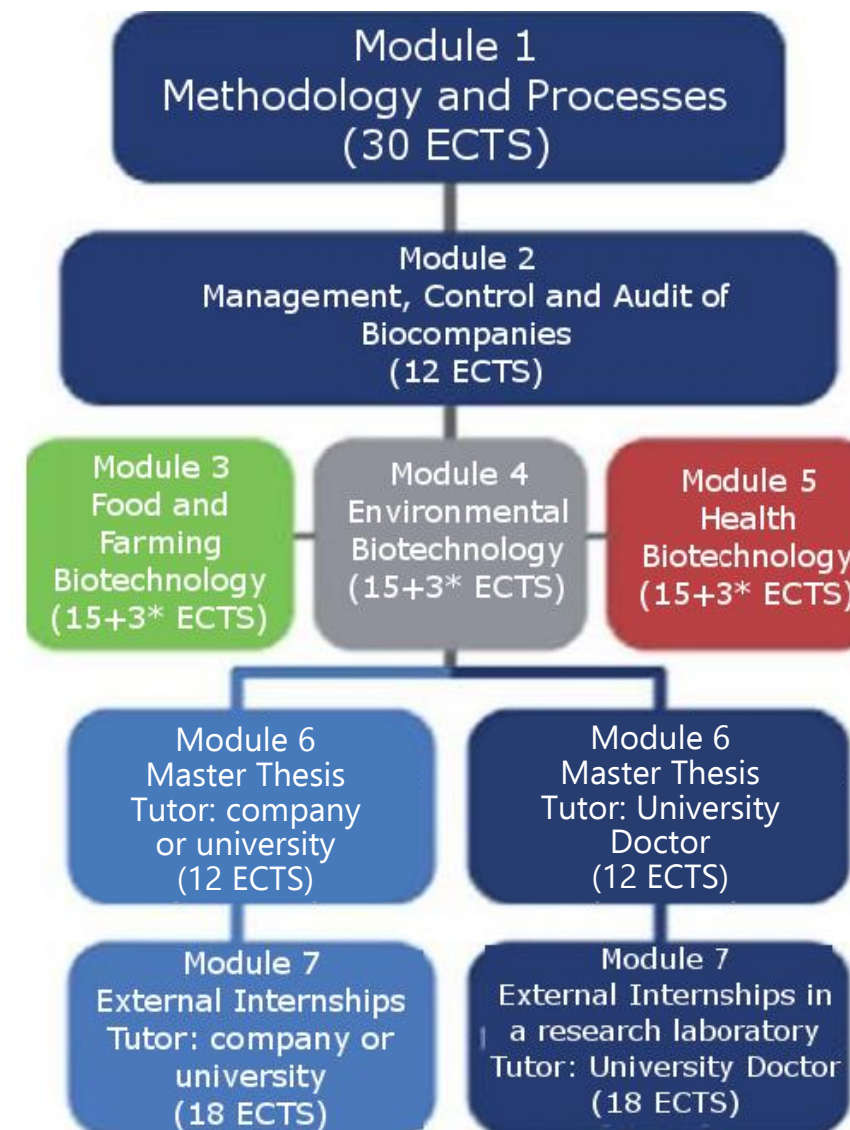 Module 1
Methodology and Processes
(30 ECTS)
Module 2
Management, Control and Audit of
Biocompanies
(12 ECTS)
Module 3
Food and
Farming
Biotechnology
(15+3* ECTS)
Module 4
Environmental
Biotechnology
(15+3* ECTS)
Module 5
Health
Biotechnology
(15+3* ECTS)
Module 6
Master Thesis
Tutor: company
or university
(12 ECTS)
Module 6
Master Thesis
Tutor: University
Doctor
(12 ECTS)
Module 7
External Internships
Tutor: company or
university
(18 ECTS)
Module 7
External Internships in
a research laboratory
Tutor: University Doctor
(18 ECTS)